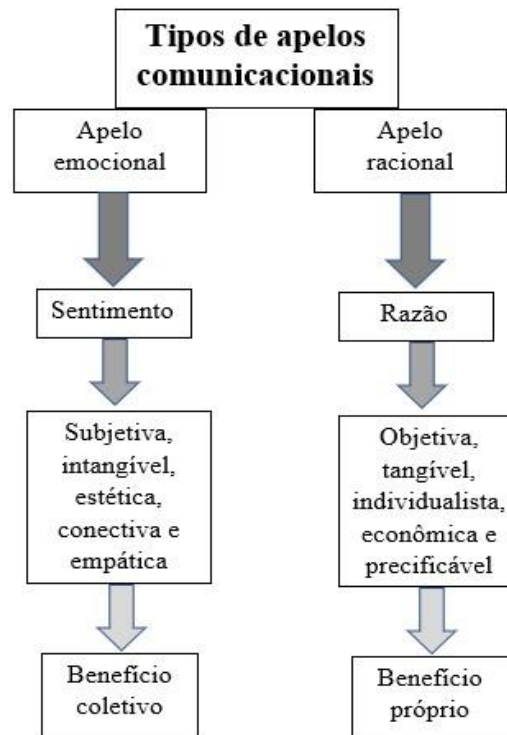 Tipos de apelos
comunicacionais
Apelo
emocional
Sentimento
Subjetiva,
intangível,
estética,
conectiva e
empática
Benefício
coletivo
Apelo
racional
Razão
Objetiva,
tangível,
individualista,
econômica e
precificável
Benefício
próprio